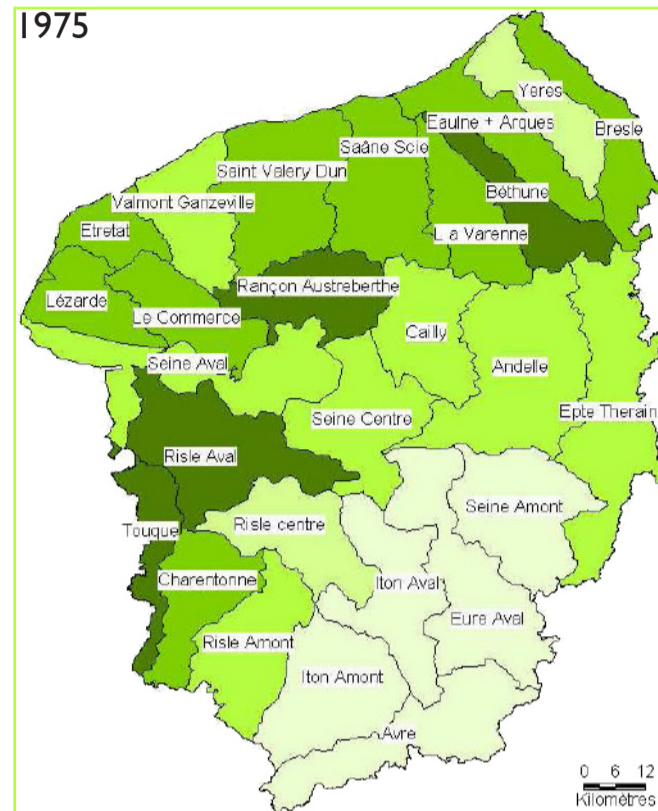 1975
Yeres
Eaulne + Arques
Bresle
Saâne Scie
Saint Valery Dun
Béthune
Valmont Ganzeville
Etretat
L a Varenne
Rançon Austreberthe
Lézarde
Le Commerce
Cailly
Seine Aval
Andelle
Seine Centre
Epte Therain
Risle Aval
Seine Amont
Risle centre
Touque
Iton Aval
Charentonne
Eure Aval
Risle Amont
Iton Amont
Avre
0 6 12
Kilomètres